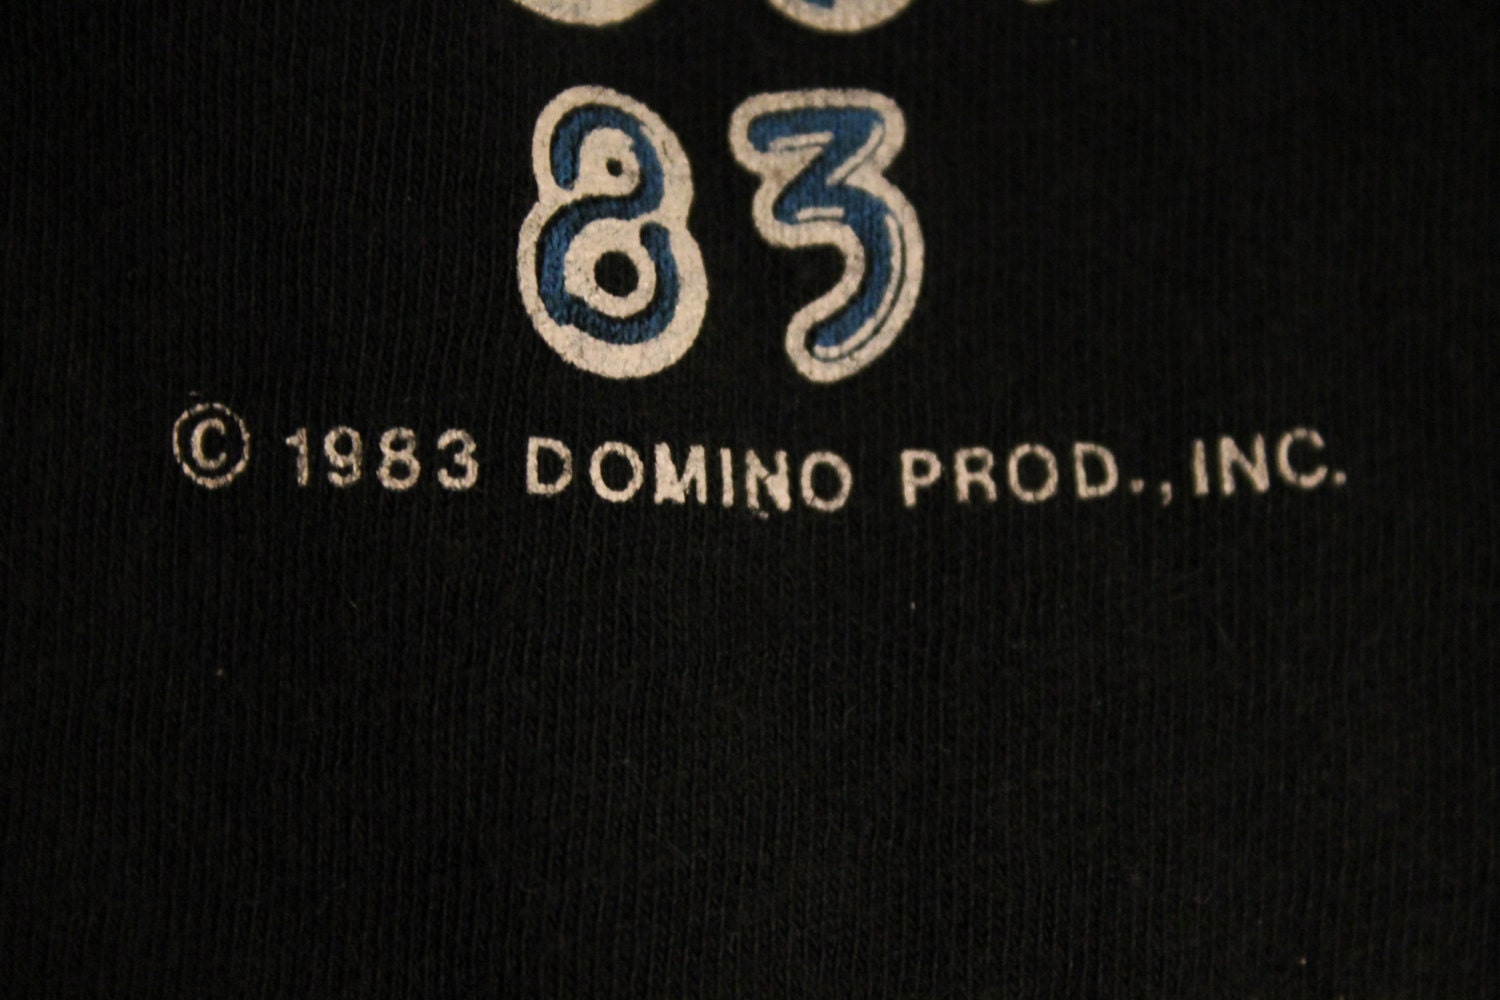 83
© 1983 DOMINO PROD., INC.